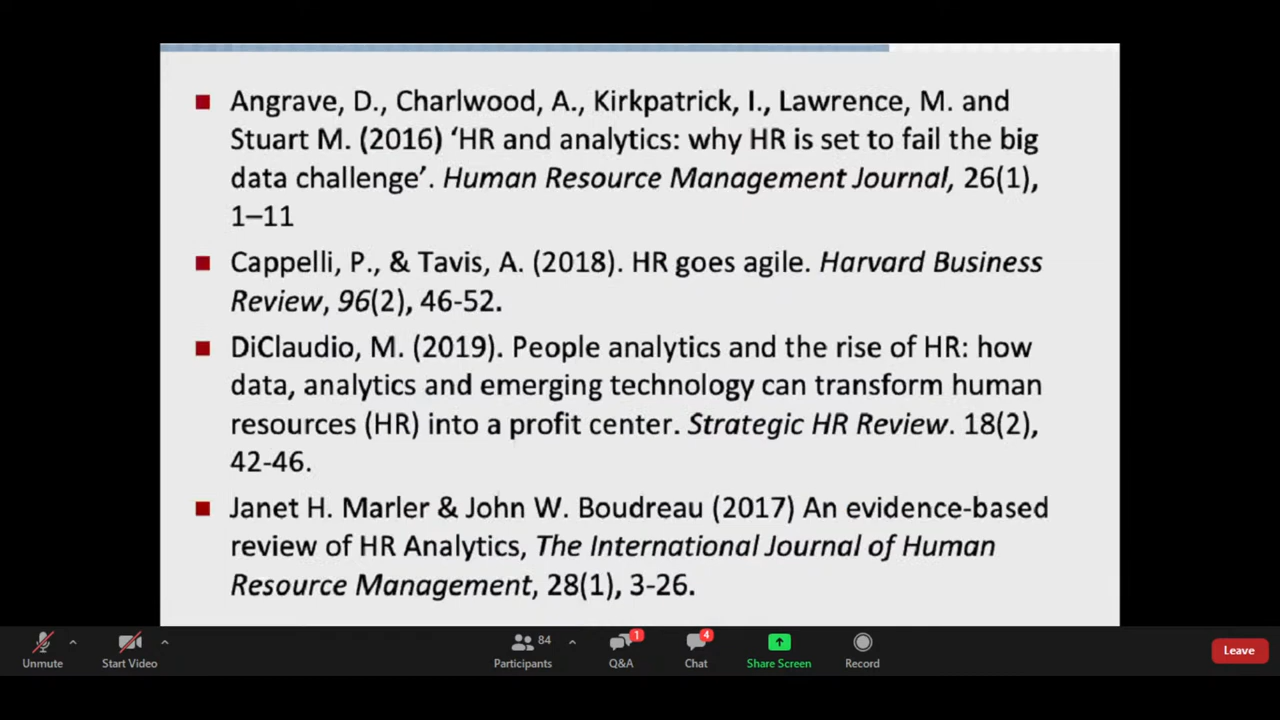 Angrave, D., Charlwood, A., Kirkpatrick, I., Lawrence, M. and
Stuart M. (2016) ‘HR and analytics: why HR is set to fail the big
data challenge’. Human Resource Management Journal, 26(1),
1–11
Cappelli, P., & Tavis, A. (2018). HR goes agile. Harvard Business
Review, 96(2), 46-52.
DiClaudio, M. (2019). People analytics and the rise of HR: how
data, analytics and emerging technology can transform human
resources (HR) into a profit center. Strategic HR Review. 18(2),
42-46.
Janet H. Marler & John W. Boudreau (2017) An evidence-based
review of HR Analytics, The International Journal of Human
Resource Management, 28(1), 3-26.
84 1 4
Unmute Start Video Participants Q&A Chat Share Screen Record Leave